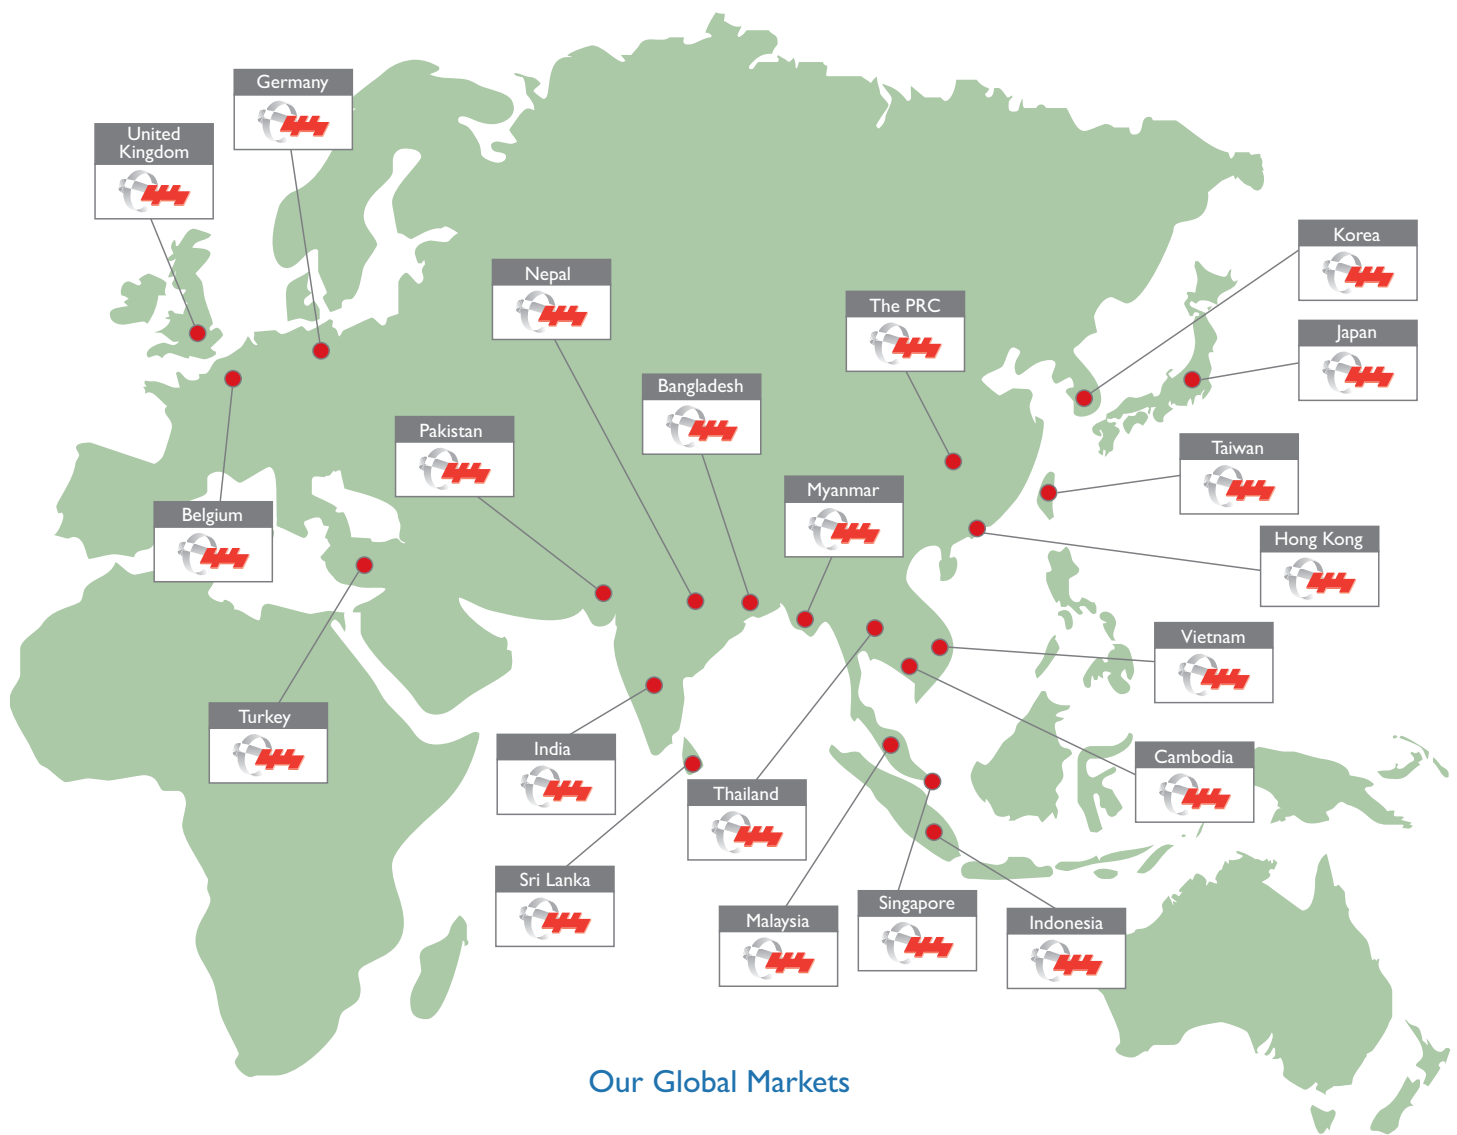 Germany
United
Kingdom
Korea
Nepal
The PRC
Japan
Bangladesh
Pakistan
Taiwan
Myanmar
Belgium
Hong Kong
Vietnam
Turkey
India
Cambodia
Thailand
Sri Lanka
Singapore
Malaysia
Indonesia
Our Global Markets